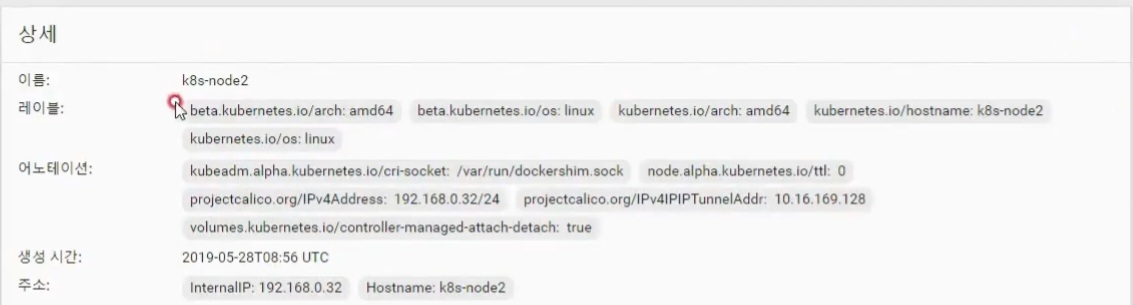 상세
이름: k8s-node2
레이블: beta.kubernetes.io/arch: amd64 beta.kubernetes.io/os: linux kubernetes.io/arch: amd64 kubernetes.io/hostname: k8s-node2
kubernetes.io/os: linux
어노테이션: kubeadm.alpha.kubernetes.io/cri-socket: /var/run/dockershim.sock node.alpha.kubernetes.io/ttl: 0
projectcalico.org/IPv4Address: 192.168.0.32/24 projectcalico.org/IPv4IPIPTunnelAddr: 10.16.169.128
volumes.kubernetes.io/controller-managed-attach-detach: true
생성 시간: 2019-05-28T08:56 UTC
주소: InternalIP: 192.168.0.32 Hostname: k8s-node2